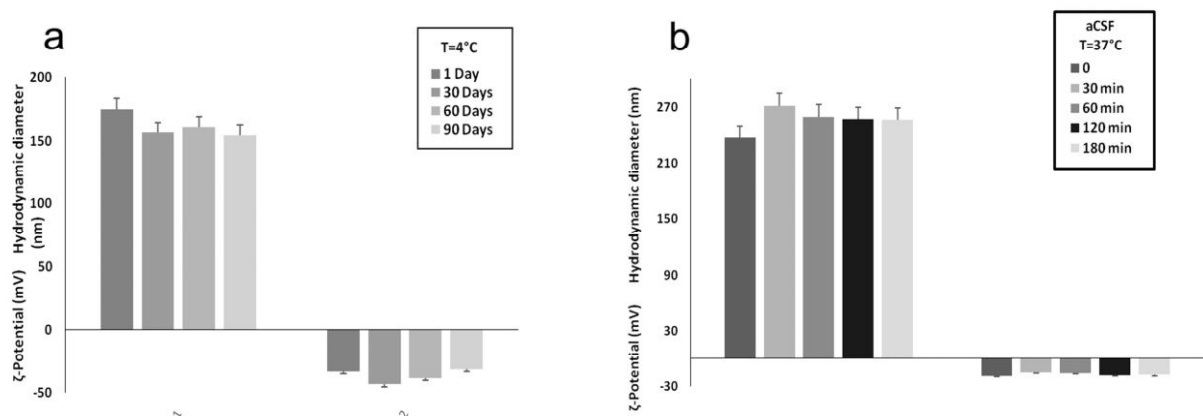 a
T=4°C
1 Day
30 Days
60 Days
90 Days
200
150
100
50
0
-50
Hydrodynamic diameter
(nm)
ζ-Potential (mV)
1
2
b
aCSF
T=37°C
0
30 min
60 min
120 min
180 min
270
210
150
90
30
-30
Hydrodynamic diameter (nm)
ζ-Potential (mV)